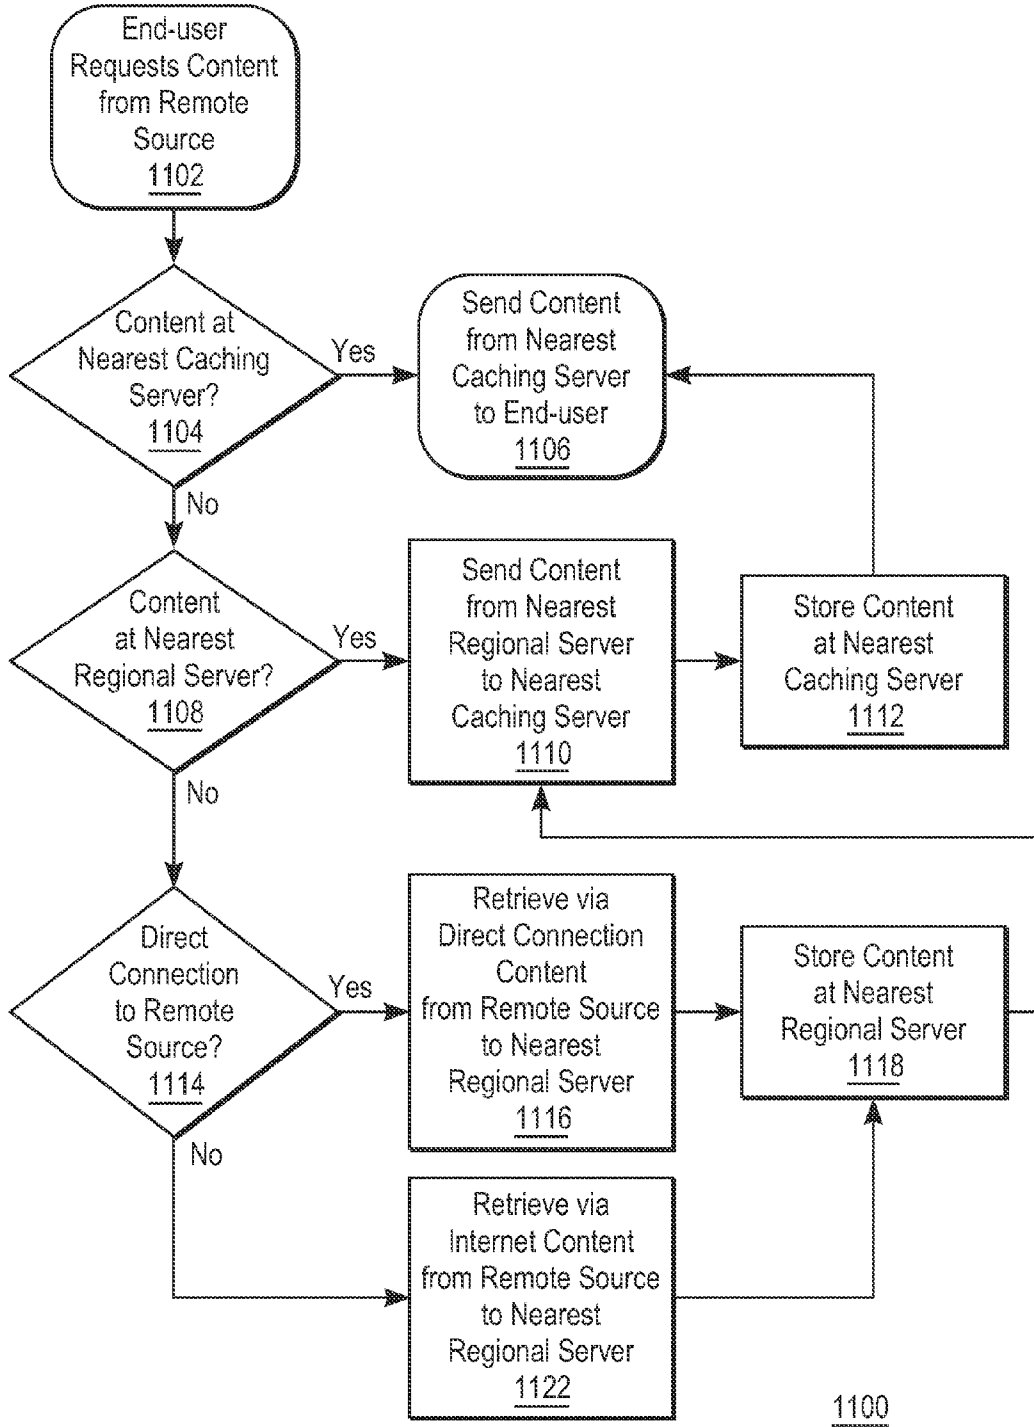 End-user
Requests Content
from Remote
Source
1102
Content at
Nearest Caching
Server?
1104
Yes
No
Send Content
from Nearest
Caching Server
to End-user
1106
Content
at Nearest
Regional Server?
1108
Yes
No
Send Content
from Nearest
Regional Server
to Nearest
Caching Server
1110
Store Content
at Nearest
Caching Server
1112
Direct
Connection
to Remote
Source?
1114
Yes
No
Retrieve via
Direct Connection
Content
from Remote Source
to Nearest
Regional Server
1116
Store Content
at Nearest
Regional Server
1118
Retrieve via
Internet Content
from Remote Source
to Nearest
Regional Server
1122
1100